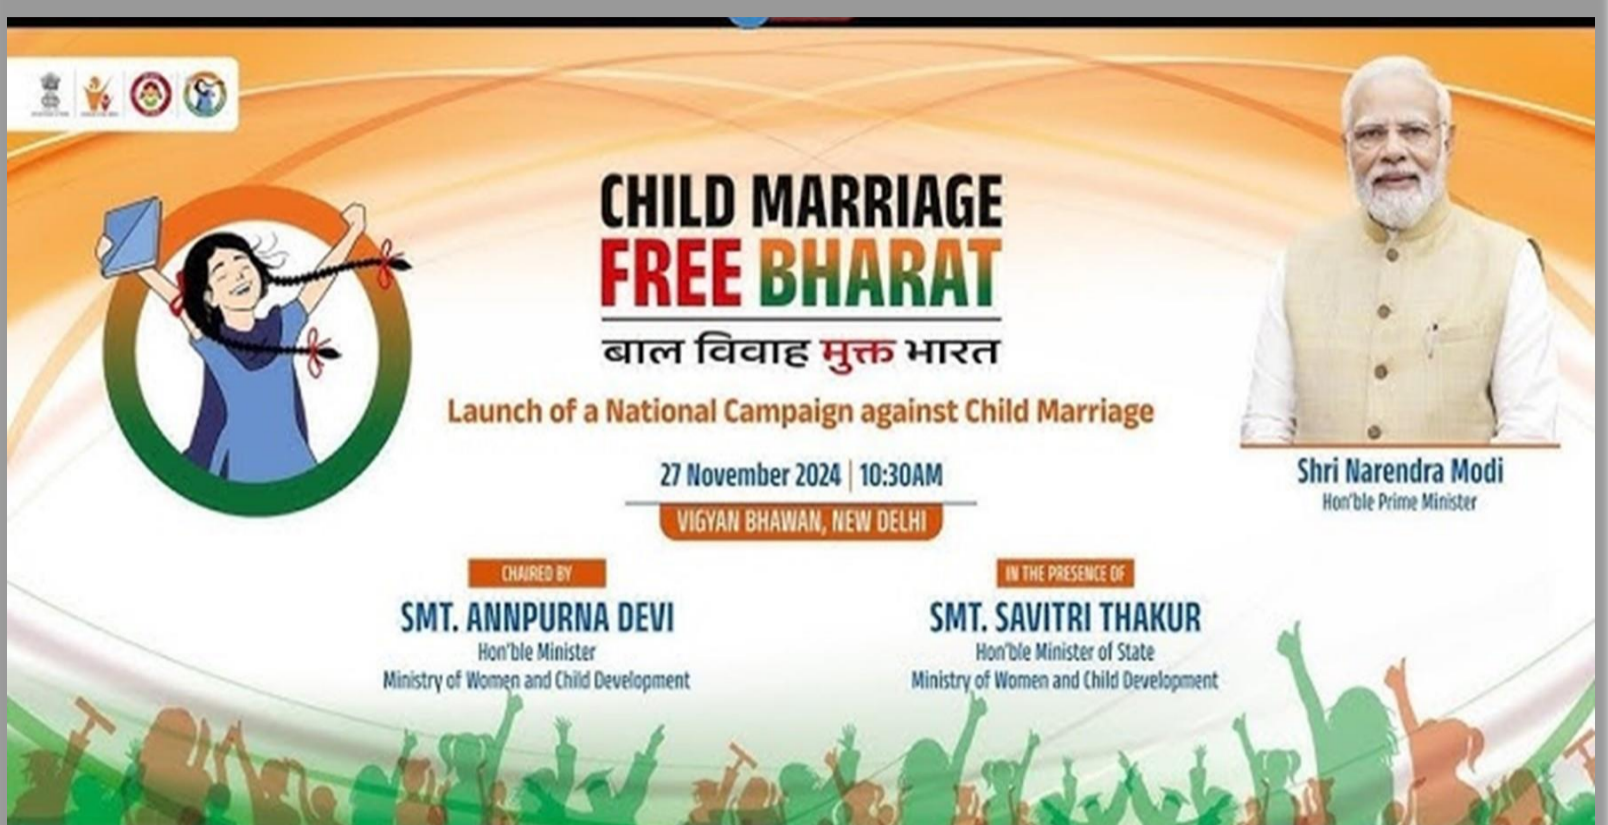 CHILD MARRIAGE
FREE BHARAT
बाल विवाह मुक्त भारत
Launch of a National Campaign against Child Marriage
27 November 2024 | 10:30AM
VIGYAN BHAWAN, NEW DELHI
Shri Narendra Modi
Hon'ble Prime Minister
CHAIRED BY
SMT. ANNPURNA DEVI
Hon'ble Minister
Ministry of Women and Child Development
IN THE PRESENCE OF
SMT. SAVITRI THAKUR
Hon'ble Minister of State
Ministry of Women and Child Development